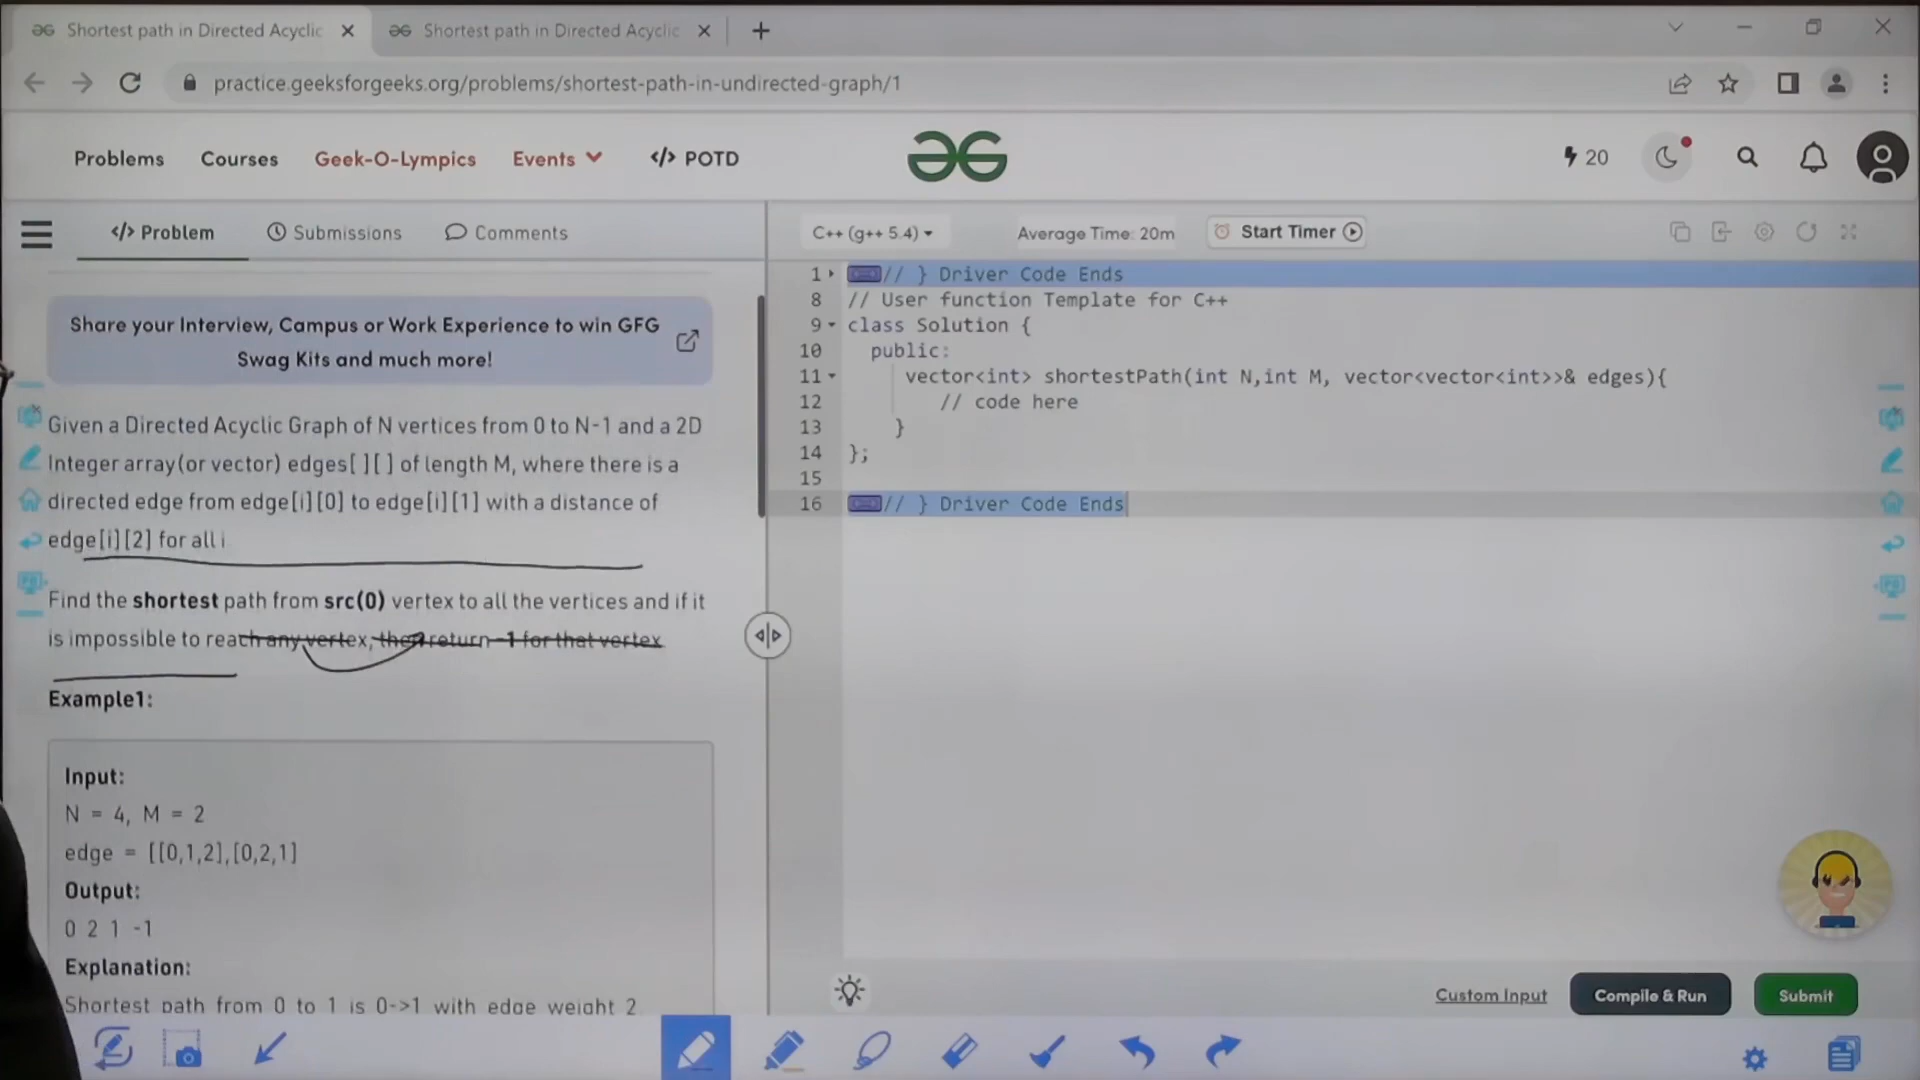 Shortest path in Directed Acyclic
Shortest path in Directed Acyclic
practice.geeksforgeeks.org/problems/shortest-path-in-undirected-graph/1
Problems
Courses
Geek-O-Lympics
Events
</> POTD
20
</> Problem
Submissions
Comments
C++ (g++ 5.4)
Average Time: 20m
Start Timer
Share your Interview, Campus or Work Experience to win GFG
Swag Kits and much more!
Given a Directed Acyclic Graph of N vertices from 0 to N-1 and a 2D
Integer array(or vector) edges[ ][ ] of length M, where there is a
directed edge from edge[i][0] to edge[i][1] with a distance of
edge[i][2] for all i
Find the shortest path from src(0) vertex to all the vertices and if it
is impossible to reach any vertex, then return -1 for that vertex
Example1:
Input:
N = 4, M = 2
edge = [[0,1,2],[0,2,1]
Output:
0 2 1 -1
Explanation:
Shortest path from 0 to 1 is 0->1 with edge weight 2.
1 // } Driver Code Ends
8 // User function Template for C++
9 class Solution {
10 public:
11 vector<int> shortestPath(int N,int M, vector<vector<int>>& edges){
12 // code here
13 }
14 };
15
16 // } Driver Code Ends
Custom Input
Compile & Run
Submit